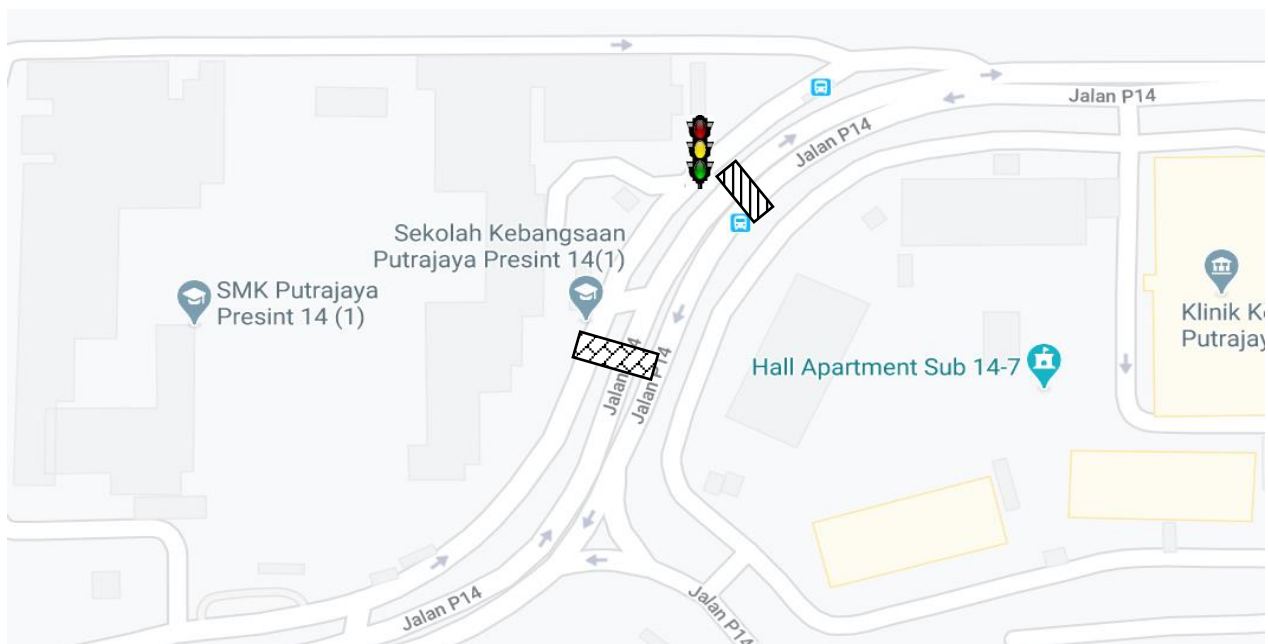 Jalan P14
Jalan P14
Sekolah Kebangsaan
Putrajaya Presint 14(1)
SMK Putrajaya
Presint 14 (1)
Klinik
Putrajay
Hall Apartment Sub 14-7
Jalan
Jalan P14
Jalan P14
Jalan P14